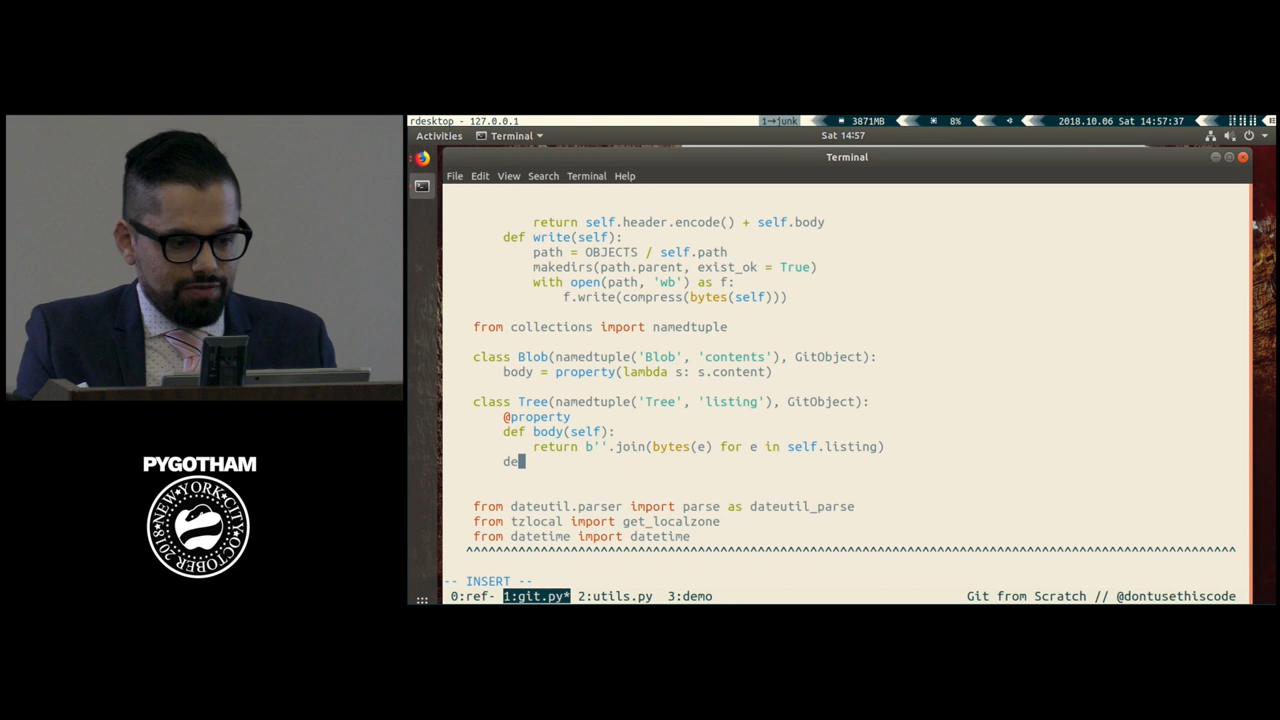 rdesktop - 127.0.0.1
1→junk
3871MB
8%
2018.10.06 Sat 14:57:37
Activities
Terminal
Sat 14:57
Terminal
File Edit View Search Terminal Help
return self.header.encode() + self.body
def write(self):
path = OBJECTS / self.path
makedirs(path.parent, exist_ok = True)
with open(path, 'wb') as f:
f.write(compress(bytes(self)))
from collections import namedtuple
class Blob(namedtuple('Blob', 'contents'), GitObject):
body = property(lambda s: s.content)
class Tree(namedtuple('Tree', 'listing'), GitObject):
@property
def body(self):
return b''.join(bytes(e) for e in self.listing)
de
from dateutil.parser import parse as dateutil_parse
from tzlocal import get_localzone
from datetime import datetime
^^^^^^^^^^^^^^^^^^^^^^^^^^^^^^^^^^^^^^^^^^^^^^^^^^^^^^^^^^^^^^^^^^^^^^^^^^^^^^^^^^^^^^^^^^^^^^^^^^^^^^^
-- INSERT --
0:ref- 1:git.py* 2:utils.py 3:demo
Git from Scratch // @dontusethiscode
PYGOTHAM
NEW YORK CITY
OCTOBER
2018